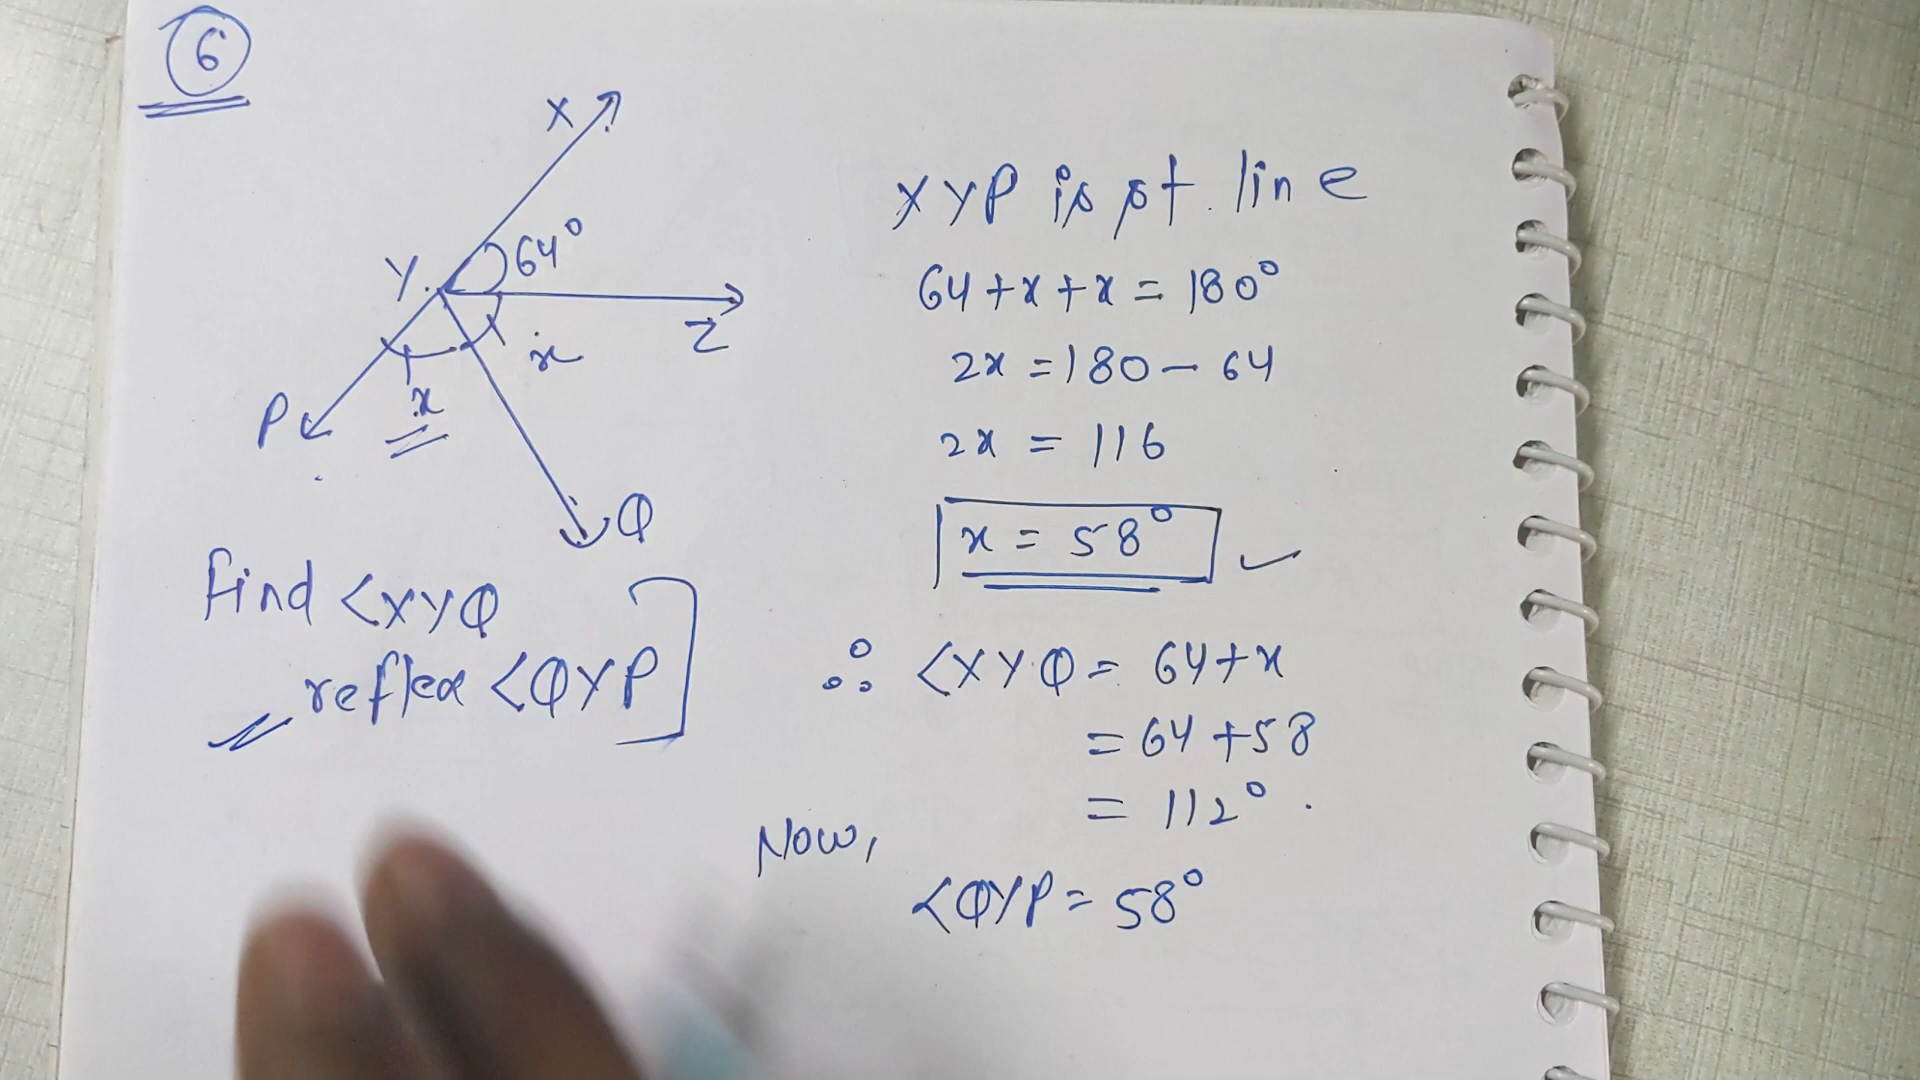 6
X
64°
Y
Z
x
x
P
Q
Find <XYQ
reflex <QYP
XYP is st. line
64+x+x = 180°
2x = 180 - 64
2x = 116
x = 58°
∴ <XYQ = 64+x
= 64+58
= 112°.
Now,
<QYP = 58°